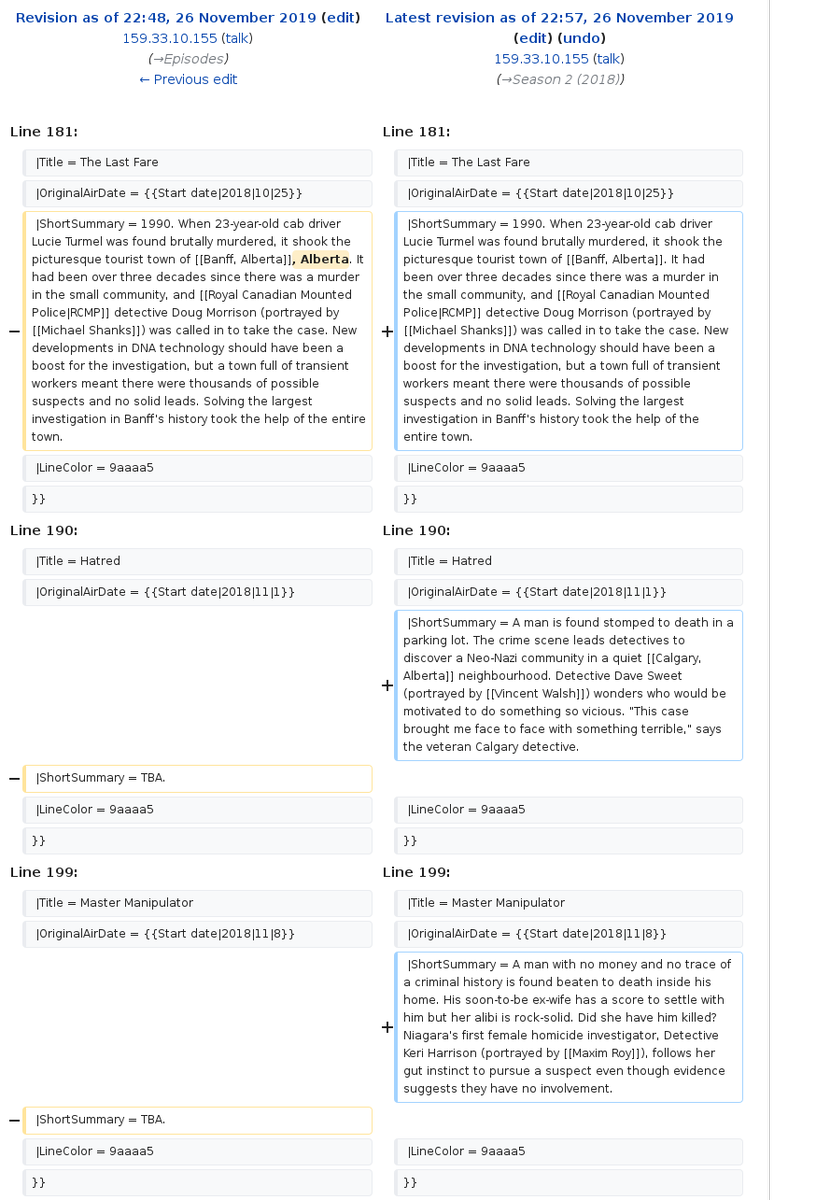 Revision as of 22:48, 26 November 2019 (edit)
159.33.10.155 (talk)
(→Episodes)
← Previous edit
Latest revision as of 22:57, 26 November 2019
(edit) (undo)
159.33.10.155 (talk)
(→Season 2 (2018))
Line 181:
Line 181:
|Title = The Last Fare
|Title = The Last Fare
|OriginalAirDate = {{Start date|2018|10|25}}
|OriginalAirDate = {{Start date|2018|10|25}}
−
|ShortSummary = 1990. When 23-year-old cab driver
Lucie Turmel was found brutally murdered, it shook the
picturesque tourist town of [[Banff, Alberta]], Alberta. It
had been over three decades since there was a murder
in the small community, and [[Royal Canadian Mounted
Police|RCMP]] detective Doug Morrison (portrayed by
[[Michael Shanks]]) was called in to take the case. New
developments in DNA technology should have been a
boost for the investigation, but a town full of transient
workers meant there were thousands of possible
suspects and no solid leads. Solving the largest
investigation in Banff's history took the help of the entire
town.
+
|ShortSummary = 1990. When 23-year-old cab driver
Lucie Turmel was found brutally murdered, it shook the
picturesque tourist town of [[Banff, Alberta]]. It had
been over three decades since there was a murder in
the small community, and [[Royal Canadian Mounted
Police|RCMP]] detective Doug Morrison (portrayed by
[[Michael Shanks]]) was called in to take the case. New
developments in DNA technology should have been a
boost for the investigation, but a town full of transient
workers meant there were thousands of possible
suspects and no solid leads. Solving the largest
investigation in Banff's history took the help of the
entire town.
|LineColor = 9aaaa5
|LineColor = 9aaaa5
}}
}}
Line 190:
Line 190:
|Title = Hatred
|Title = Hatred
|OriginalAirDate = {{Start date|2018|11|1}}
|OriginalAirDate = {{Start date|2018|11|1}}
+
|ShortSummary = A man is found stomped to death in a
parking lot. The crime scene leads detectives to
discover a Neo-Nazi community in a quiet [[Calgary,
Alberta]] neighbourhood. Detective Dave Sweet
(portrayed by [[Vincent Walsh]]) wonders who would be
motivated to do something so vicious. "This case
brought me face to face with something terrible," says
the veteran Calgary detective.
−
|ShortSummary = TBA.
|LineColor = 9aaaa5
|LineColor = 9aaaa5
}}
}}
Line 199:
Line 199:
|Title = Master Manipulator
|Title = Master Manipulator
|OriginalAirDate = {{Start date|2018|11|8}}
|OriginalAirDate = {{Start date|2018|11|8}}
+
|ShortSummary = A man with no money and no trace of
a criminal history is found beaten to death inside his
home. His soon-to-be ex-wife has a score to settle with
him but her alibi is rock-solid. Did she have him killed?
Niagara's first female homicide investigator, Detective
Keri Harrison (portrayed by [[Maxim Roy]]), follows her
gut instinct to pursue a suspect even though evidence
suggests they have no involvement.
−
|ShortSummary = TBA.
|LineColor = 9aaaa5
|LineColor = 9aaaa5
}}
}}